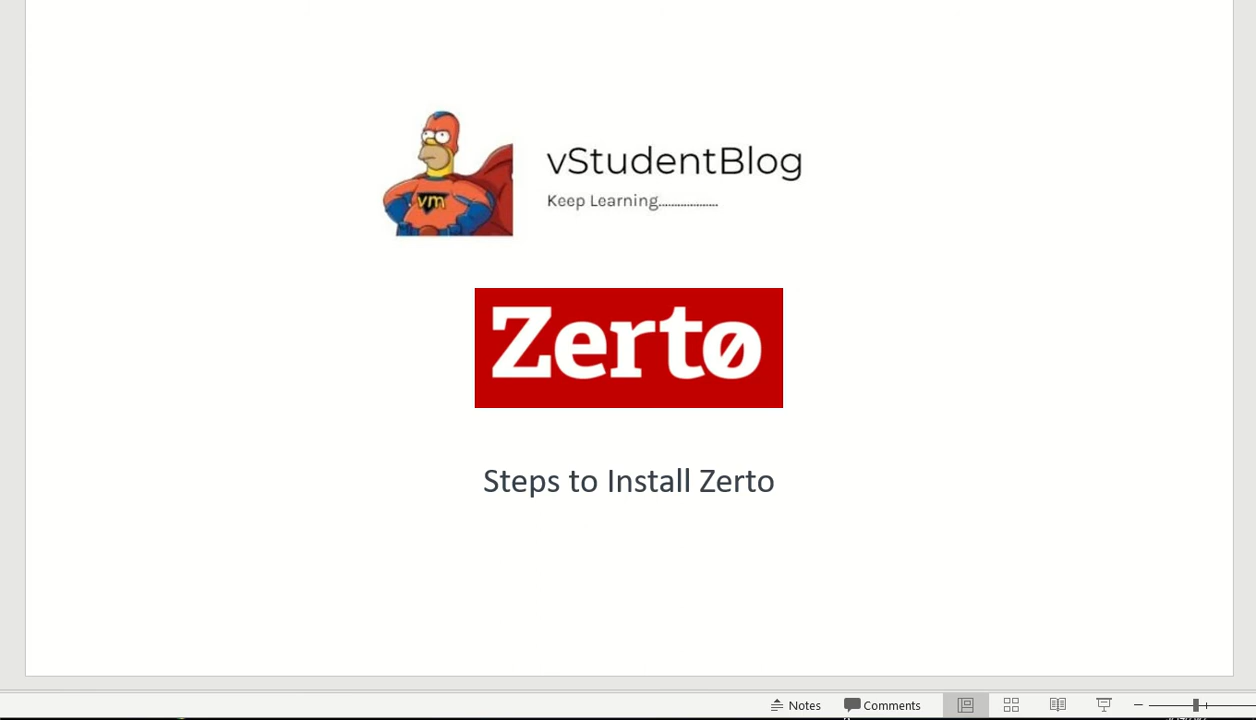 vStudentBlog
Keep Learning...................
vm
Zertø
Steps to Install Zerto
Notes
Comments